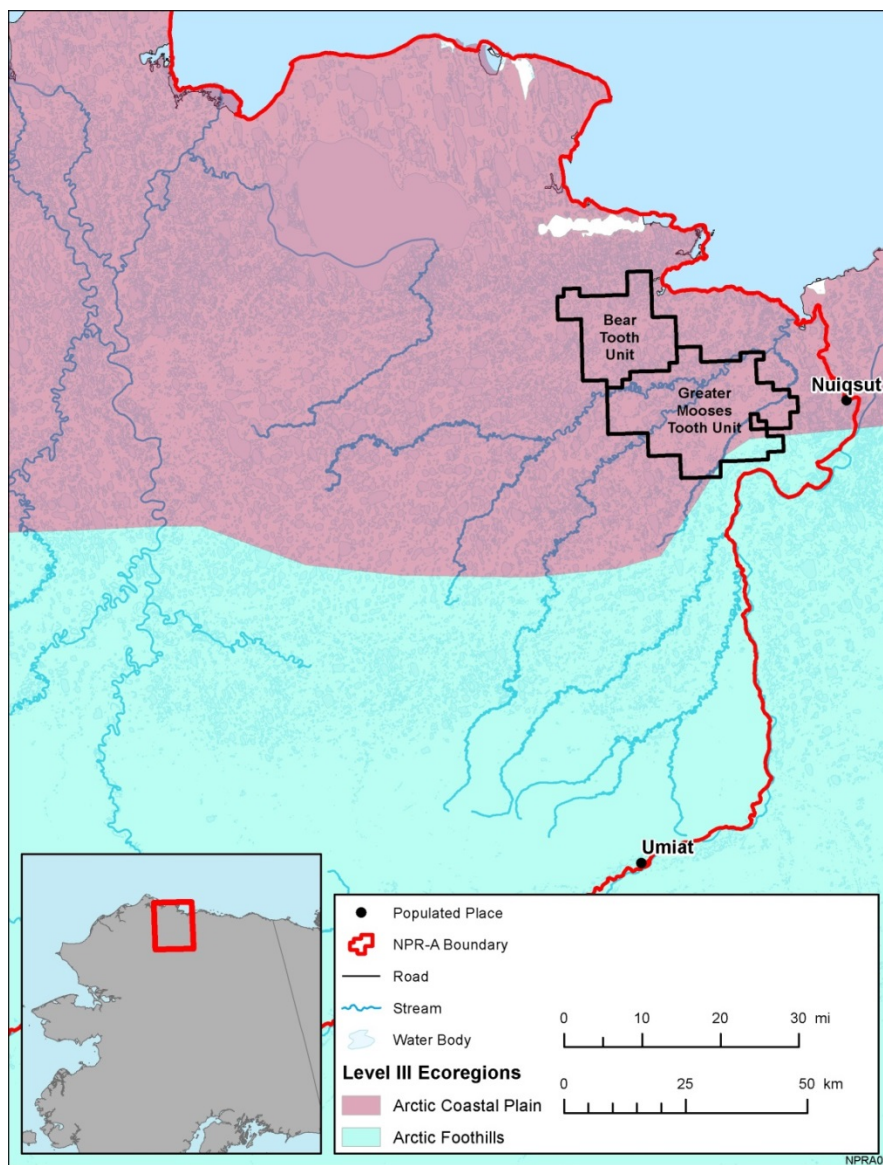 Bear
Tooth
Unit
Nuiqsut
Greater
Mooses
Tooth Unit
Umiat
Populated Place
NPR-A Boundary
Road
Stream
Water Body
0 10 20 30 mi
Level III Ecoregions
0 25 50 km
Arctic Coastal Plain
Arctic Foothills
NPRA0